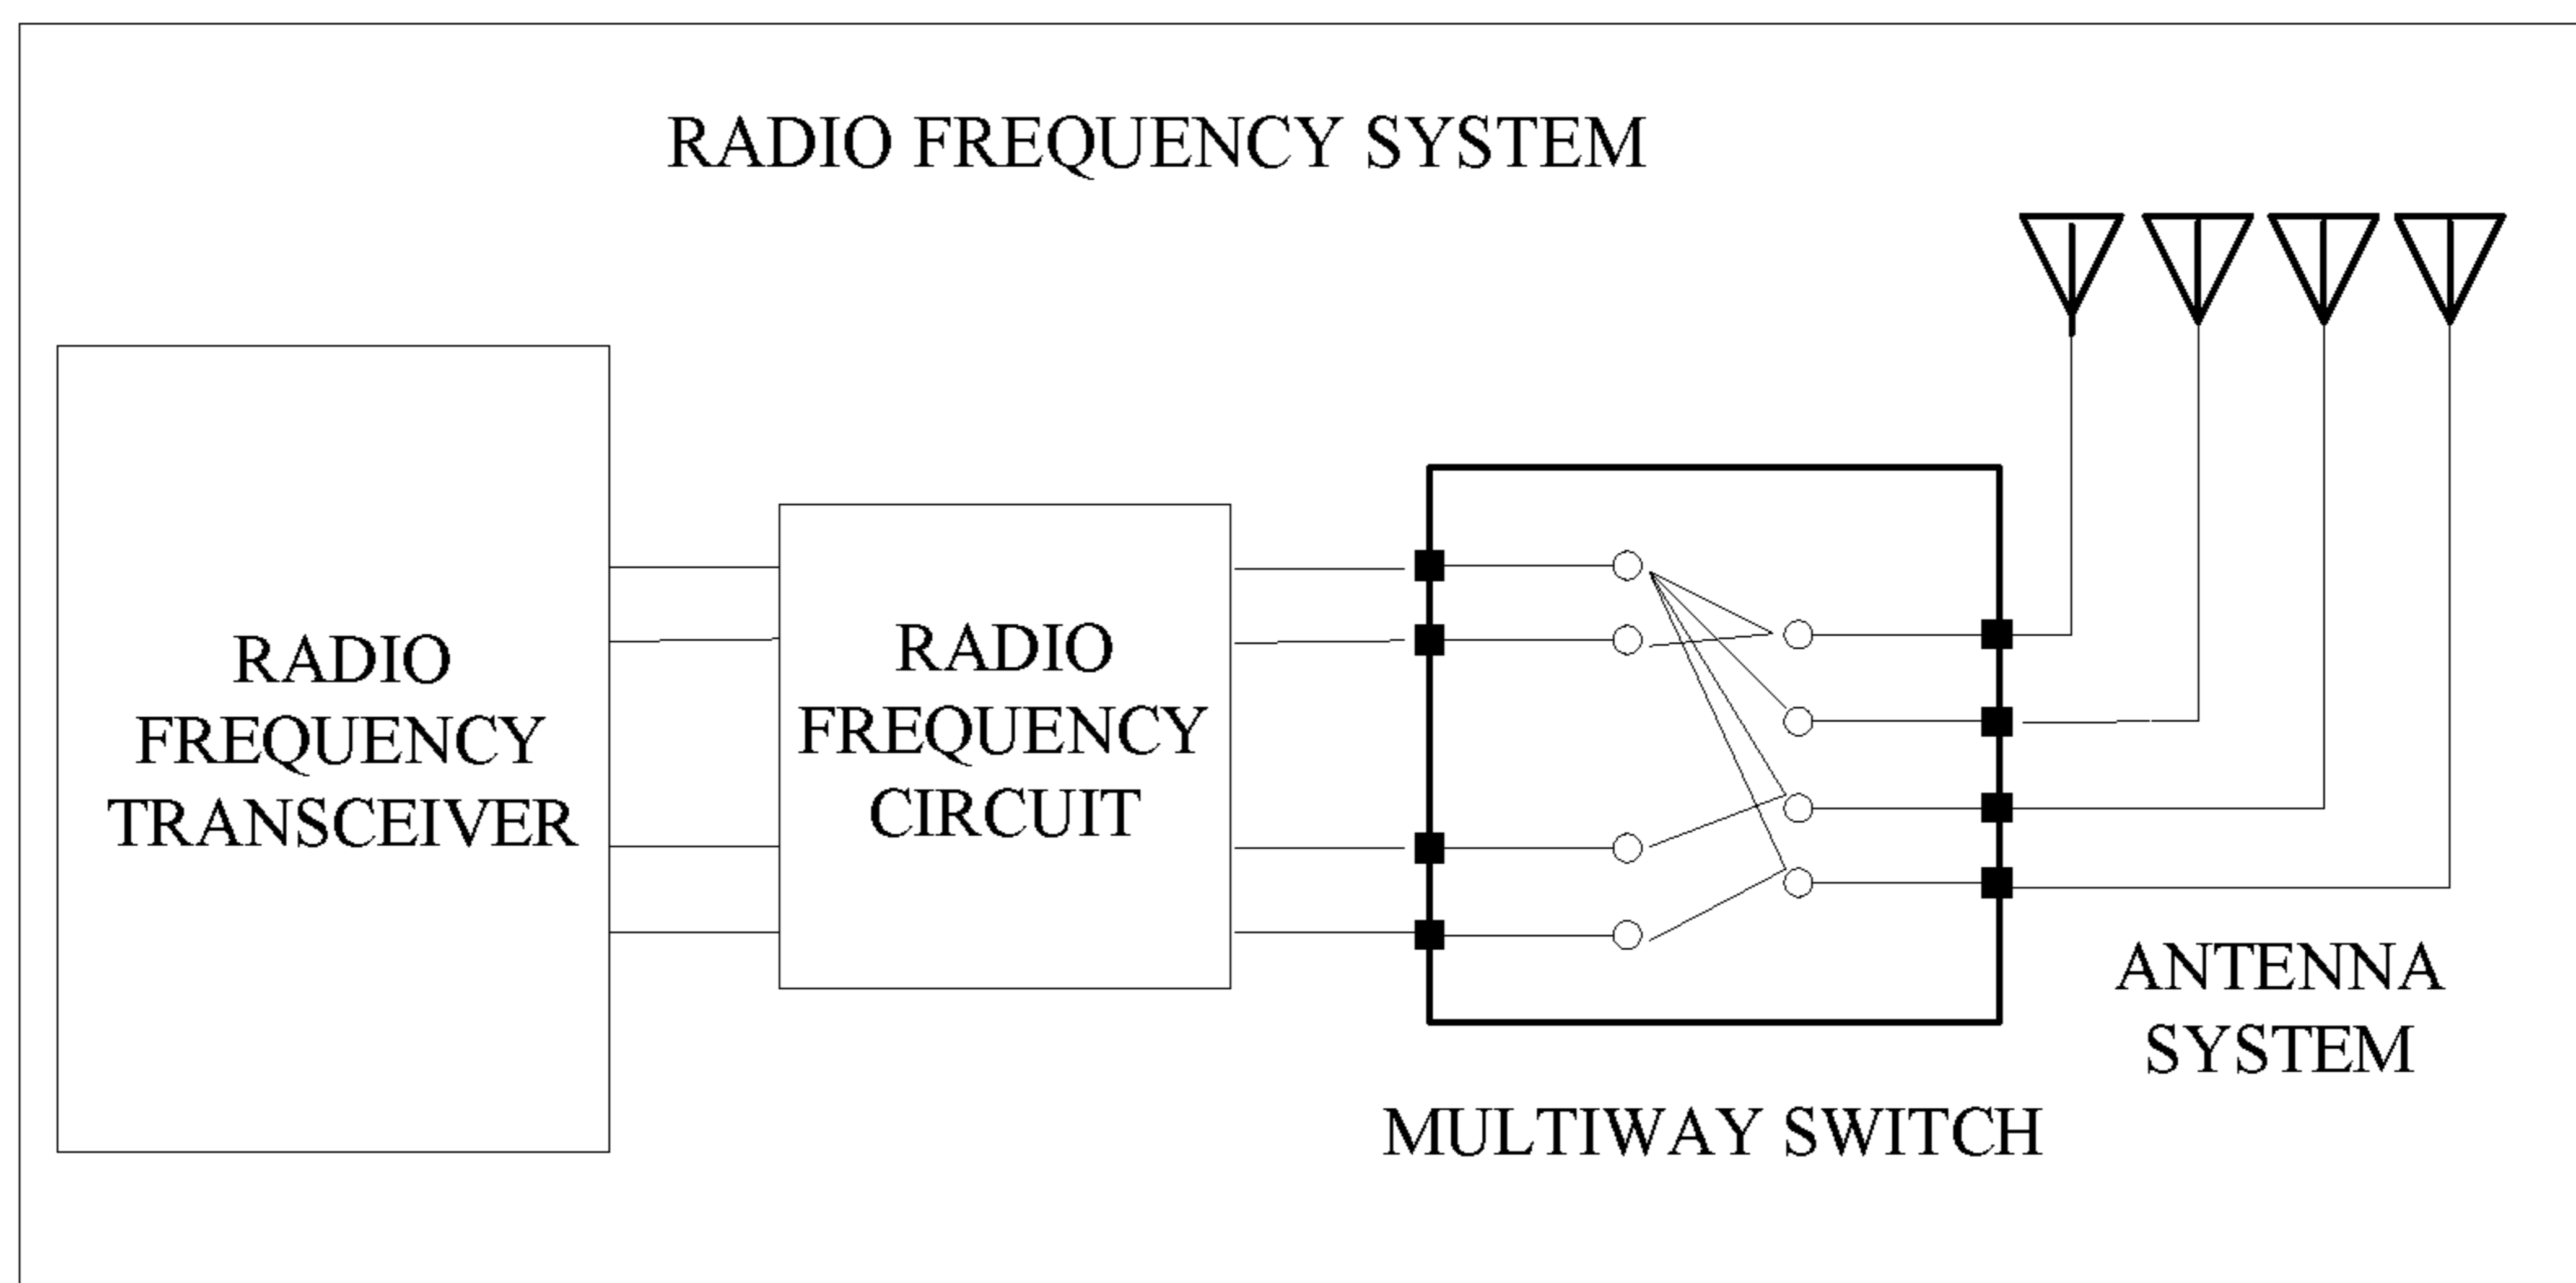 RADIO FREQUENCY SYSTEM
RADIO
FREQUENCY
TRANSCEIVER
RADIO
FREQUENCY
CIRCUIT
MULTIWAY SWITCH
ANTENNA
SYSTEM